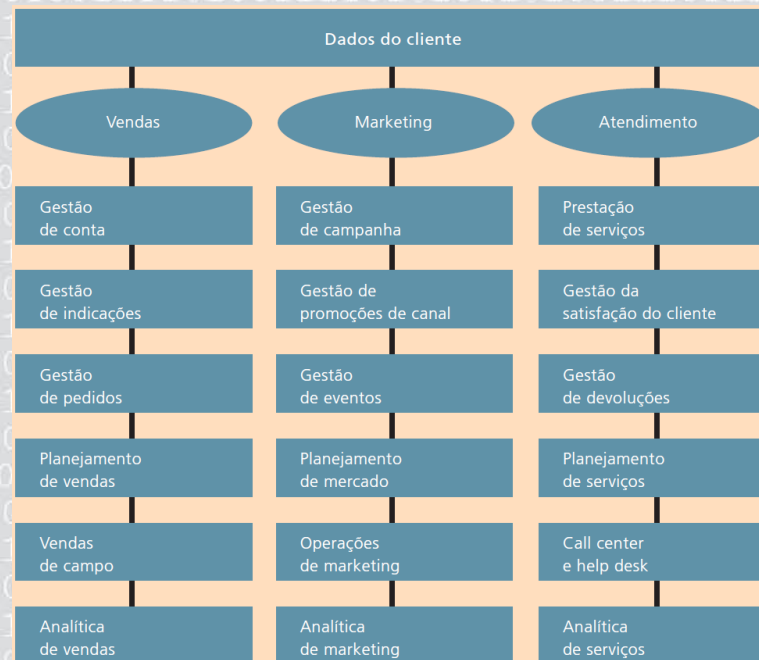 Dados do cliente
Vendas
Marketing
Atendimento
Gestão
de conta
Gestão
de campanha
Prestação
de serviços
Gestão
de indicações
Gestão de
promoções de canal
Gestão da
satisfação do cliente
Gestão
de pedidos
Gestão
de eventos
Gestão
de devoluções
Planejamento
de vendas
Planejamento
de mercado
Planejamento
de serviços
Vendas
de campo
Operações
de marketing
Call center
e help desk
Analítica
de vendas
Analítica
de marketing
Analítica
de serviços